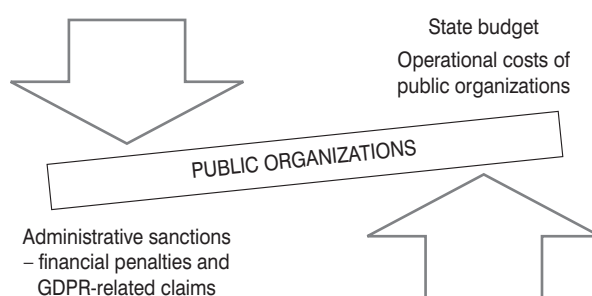 State budget
Operational costs of
public organizations
PUBLIC ORGANIZATIONS
Administrative sanctions
– financial penalties and
GDPR-related claims